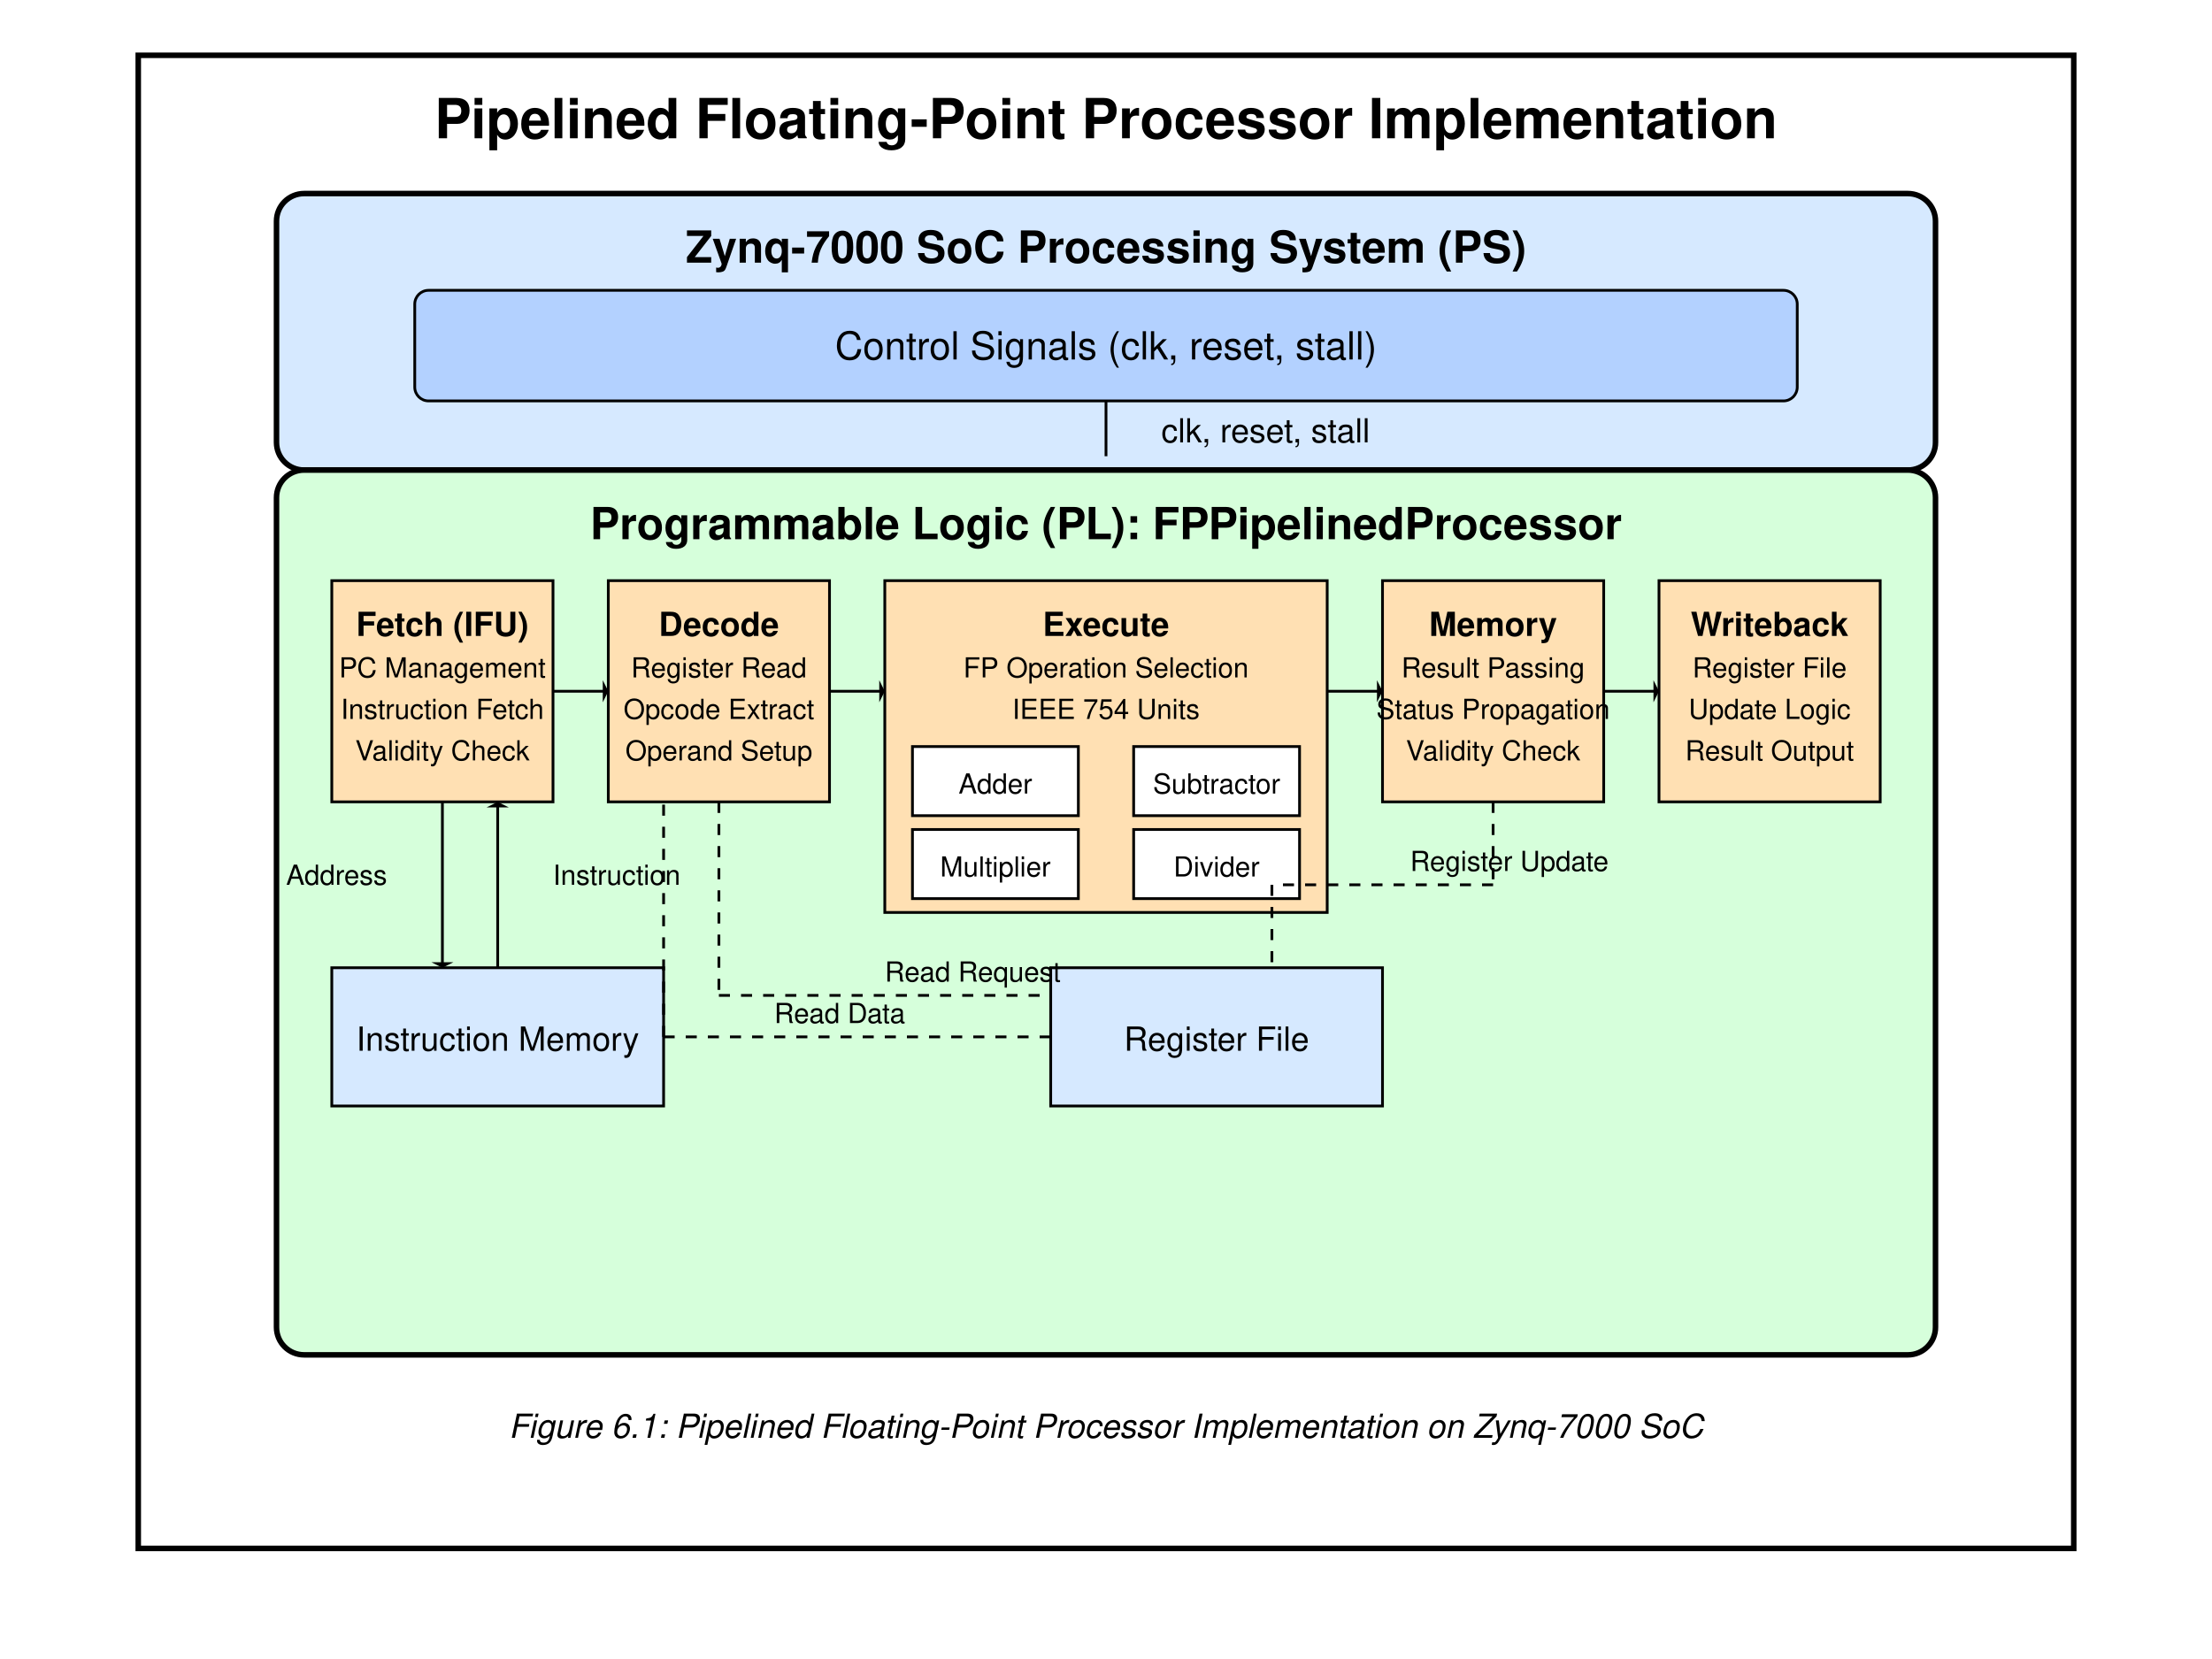 Pipelined Floating-Point Processor Implementation
Zynq-7000 SoC Processing System (PS)
Control Signals (clk, reset, stall)
clk, reset, stall
Programmable Logic (PL): FPPipelinedProcessor
Fetch (IFU)
PC Management
Instruction Fetch
Validity Check
Decode
Register Read
Opcode Extract
Operand Setup
Execute
FP Operation Selection
IEEE 754 Units
Adder
Subtractor
Multiplier
Divider
Memory
Result Passing
Status Propagation
Validity Check
Writeback
Register File
Update Logic
Result Output
Address
Instruction
Register Update
Read Request
Read Data
Instruction Memory
Register File
Figure 6.1: Pipelined Floating-Point Processor Implementation on Zynq-7000 SoC